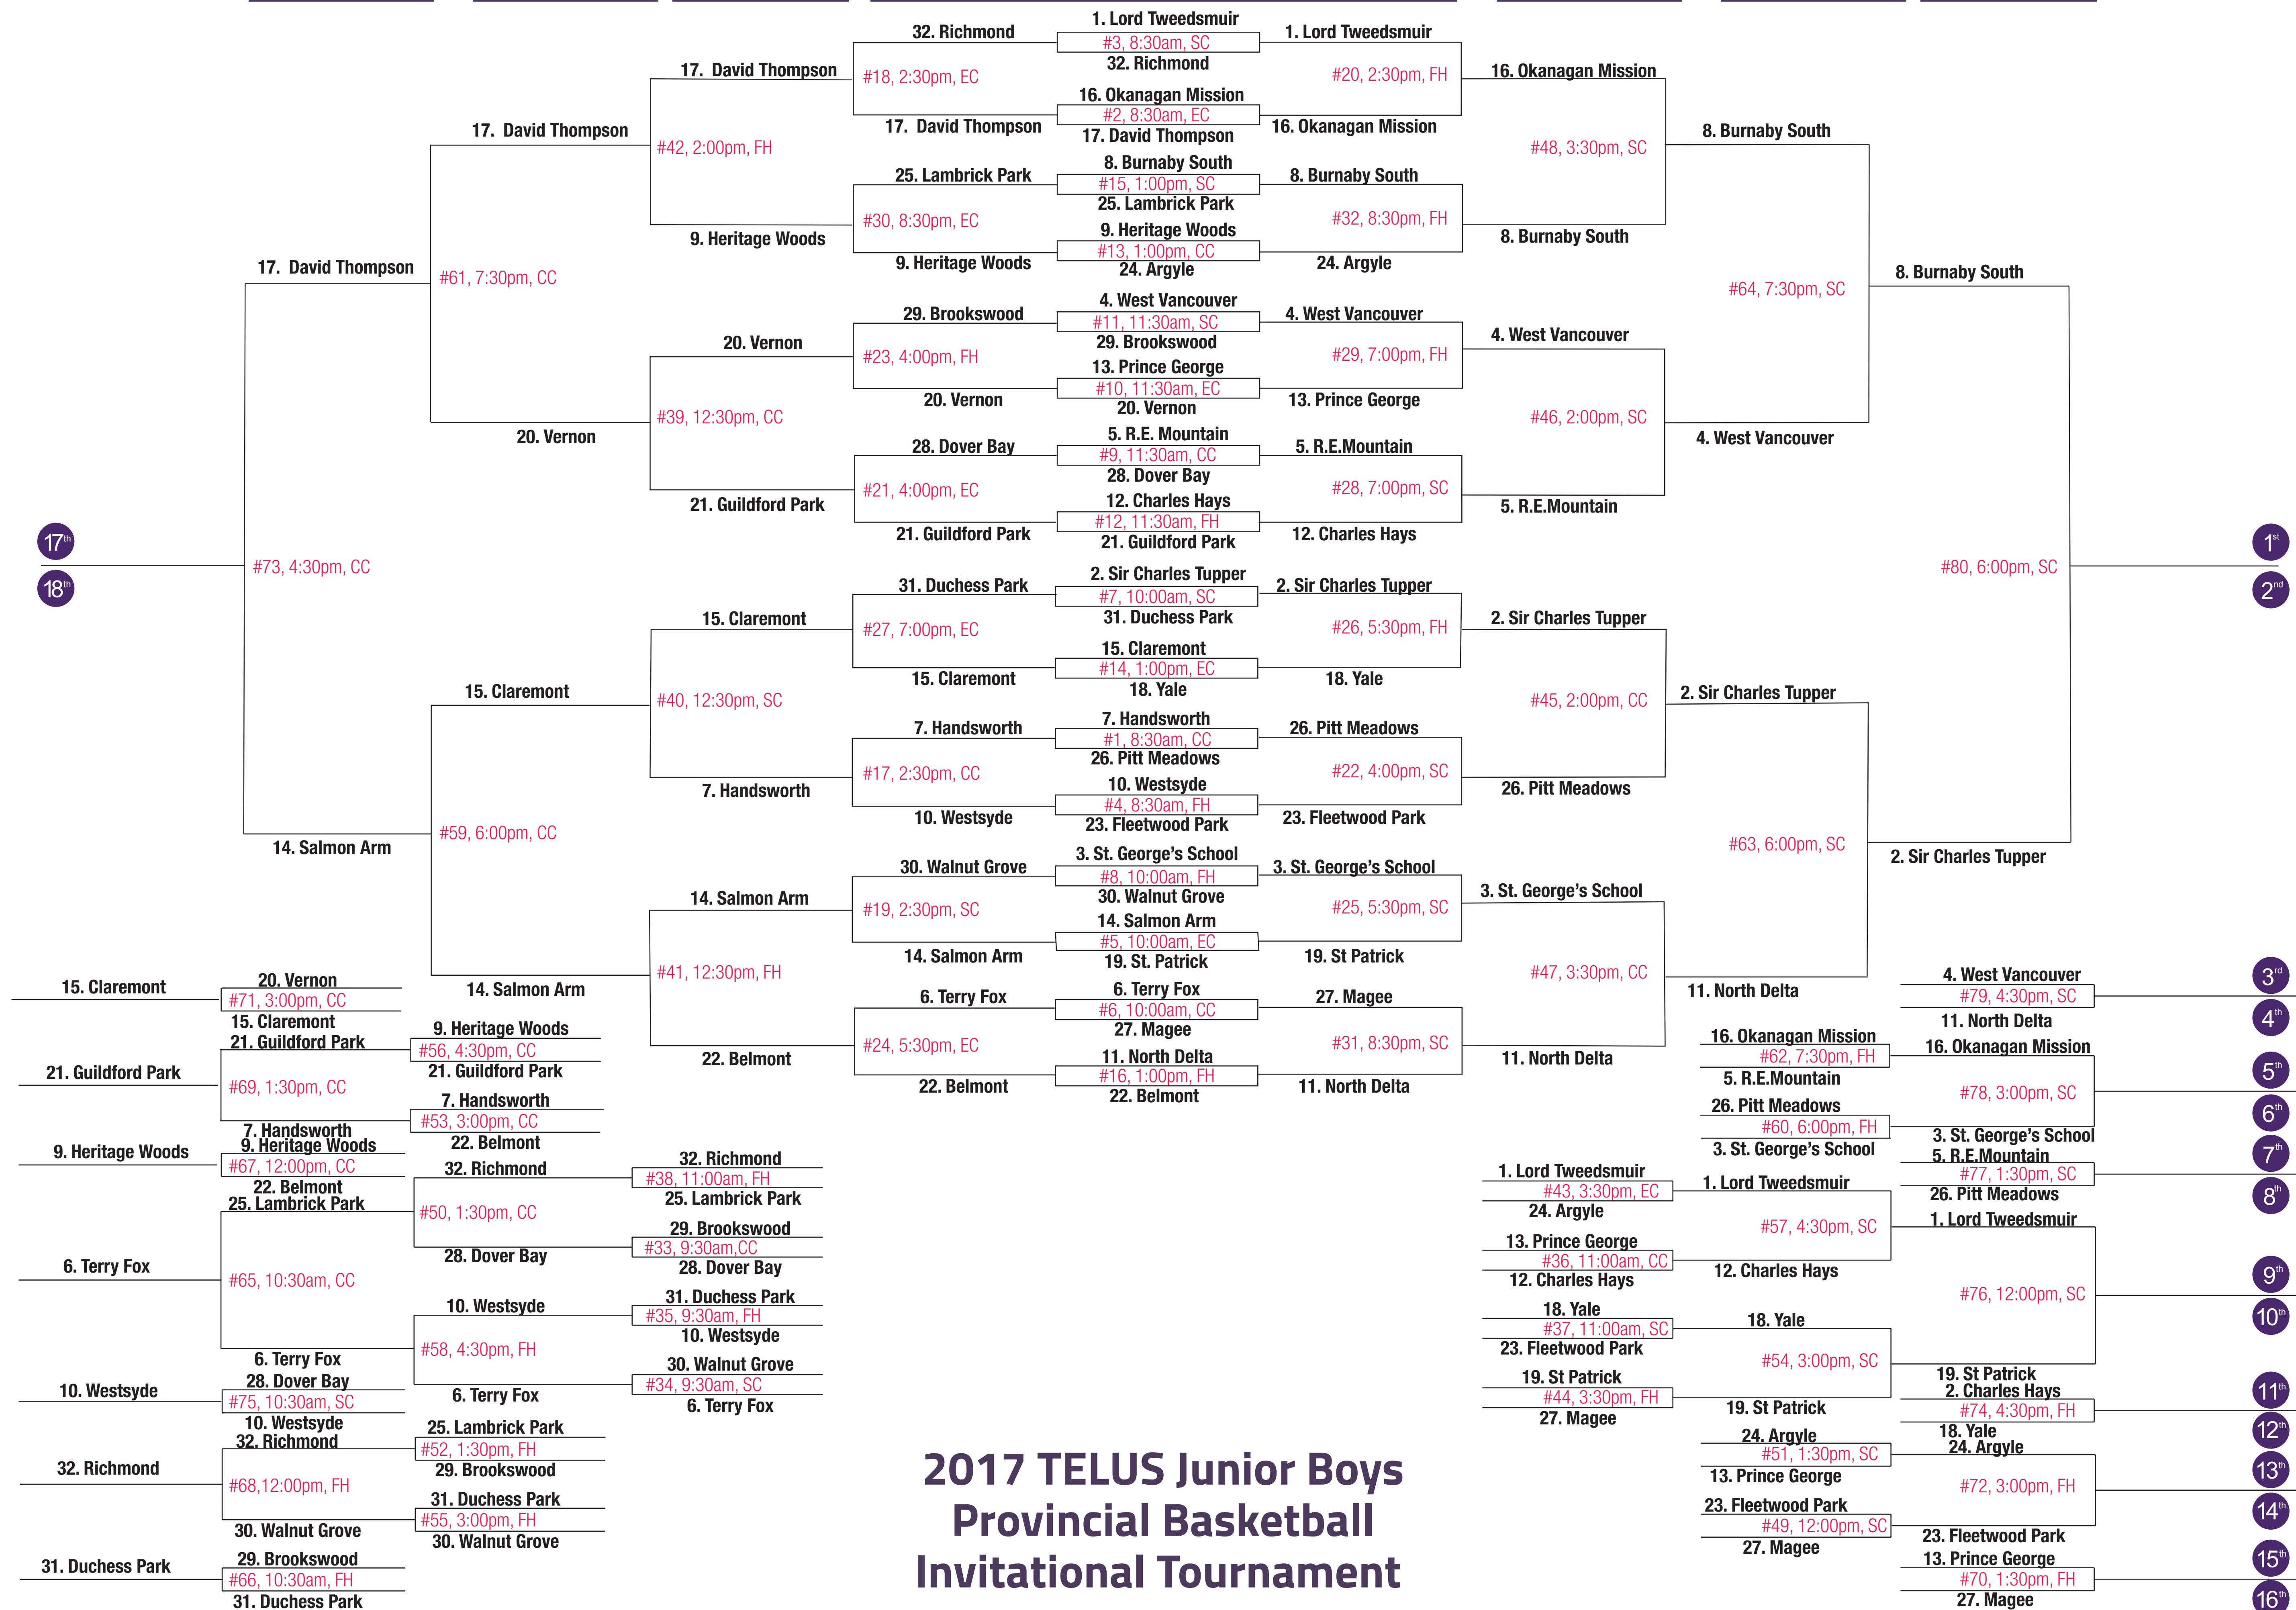 1. Lord Tweedsmuir
32. Richmond
#3, 8:30am, SC
1. Lord Tweedsmuir
17.  David Thompson
#18, 2:30pm, EC
32. Richmond
#20, 2:30pm, FH
16. Okanagan Mission
16. Okanagan Mission
17.  David Thompson
#2, 8:30am, EC
16. Okanagan Mission
17.  David Thompson
17. David Thompson
8. Burnaby South
#42, 2:00pm, FH
8. Burnaby South
#48, 3:30pm, SC
25. Lambrick Park
#15, 1:00pm, SC
8. Burnaby South
25. Lambrick Park
#30, 8:30pm, EC
#32, 8:30pm, FH
9. Heritage Woods
9. Heritage Woods
8. Burnaby South
9. Heritage Woods
#13, 1:00pm, CC
24. Argyle
24. Argyle
17.  David Thompson
8. Burnaby South
#61, 7:30pm, CC
#64, 7:30pm, SC
4. West Vancouver
29. Brookswood
#11, 11:30am, SC
4. West Vancouver
20. Vernon
29. Brookswood
4. West Vancouver
#23, 4:00pm, FH
#29, 7:00pm, FH
13. Prince George
#10, 11:30am, EC
20. Vernon
13. Prince George
20. Vernon
#39, 12:30pm, CC
#46, 2:00pm, SC
20. Vernon
5. R.E. Mountain
4. West Vancouver
28. Dover Bay
#9, 11:30am, CC
5. R.E.Mountain
28. Dover Bay
#21, 4:00pm, EC
#28, 7:00pm, SC
21. Guildford Park
12. Charles Hays
5. R.E.Mountain
#12, 11:30am, FH
21. Guildford Park
12. Charles Hays
21. Guildford Park
17th
1st
#73, 4:30pm, CC
#80, 6:00pm, SC
18th
2nd
2. Sir Charles Tupper
31. Duchess Park
#7, 10:00am, SC
2. Sir Charles Tupper
15. Claremont
31. Duchess Park
2. Sir Charles Tupper
#27, 7:00pm, EC
#26, 5:30pm, FH
15. Claremont
#14, 1:00pm, EC
15. Claremont
18. Yale
18. Yale
15. Claremont
2. Sir Charles Tupper
#40, 12:30pm, SC
#45, 2:00pm, CC
7. Handsworth
7. Handsworth
26. Pitt Meadows
#1, 8:30am, CC
26. Pitt Meadows
#17, 2:30pm, CC
#22, 4:00pm, SC
7. Handsworth
10. Westsyde
26. Pitt Meadows
#4, 8:30am, FH
10. Westsyde
23. Fleetwood Park
23. Fleetwood Park
#59, 6:00pm, CC
#63, 6:00pm, SC
14. Salmon Arm
3. St. George’s School
2. Sir Charles Tupper
30. Walnut Grove
#8, 10:00am, FH
3. St. George’s School
14. Salmon Arm
30. Walnut Grove
3. St. George’s School
#19, 2:30pm, SC
#25, 5:30pm, SC
14. Salmon Arm
#5, 10:00am, EC
14. Salmon Arm
19. St. Patrick
19. St Patrick
#41, 12:30pm, FH
#47, 3:30pm, CC
14. Salmon Arm
11. North Delta
6. Terry Fox
6. Terry Fox
27. Magee
#6, 10:00am, CC
27. Magee
#24, 5:30pm, EC
#31, 8:30pm, SC
22. Belmont
11. North Delta
11. North Delta
#16, 1:00pm, FH
22. Belmont
11. North Delta
22. Belmont
15. Claremont
20. Vernon
#71, 3:00pm, CC
15. Claremont
21. Guildford Park
9. Heritage Woods
#56, 4:30pm, CC
21. Guildford Park
21. Guildford Park
#69, 1:30pm, CC
7. Handsworth
#53, 3:00pm, CC
22. Belmont
7. Handsworth
9. Heritage Woods
9. Heritage Woods
#67, 12:00pm, CC
22. Belmont
25. Lambrick Park
32. Richmond
32. Richmond
#38, 11:00am, FH
25. Lambrick Park
#50, 1:30pm, CC
29. Brookswood
#33, 9:30am,CC
28. Dover Bay
28. Dover Bay
6. Terry Fox
#65, 10:30am, CC
10. Westsyde
31. Duchess Park
#35, 9:30am, FH
10. Westsyde
#58, 4:30pm, FH
6. Terry Fox
30. Walnut Grove
#34, 9:30am, SC
6. Terry Fox
6. Terry Fox
10. Westsyde
28. Dover Bay
#75, 10:30am, SC
10. Westsyde
32. Richmond
25. Lambrick Park
#52, 1:30pm, FH
29. Brookswood
32. Richmond
#68,12:00pm, FH
31. Duchess Park
#55, 3:00pm, FH
30. Walnut Grove
30. Walnut Grove
31. Duchess Park
29. Brookswood
#66, 10:30am, FH
31. Duchess Park
4. West Vancouver
3rd
#79, 4:30pm, SC
11. North Delta
4th
16. Okanagan Mission
#62, 7:30pm, FH
5. R.E.Mountain
16. Okanagan Mission
5th
#78, 3:00pm, SC
26. Pitt Meadows
#60, 6:00pm, FH
3. St. George’s School
6th
3. St. George’s School
5. R.E.Mountain
7th
#77, 1:30pm, SC
26. Pitt Meadows
8th
1. Lord Tweedsmuir
#43, 3:30pm, EC
24. Argyle
1. Lord Tweedsmuir
1. Lord Tweedsmuir
#57, 4:30pm, SC
13. Prince George
#36, 11:00am, CC
12. Charles Hays
12. Charles Hays
9th
#76, 12:00pm, SC
10th
18. Yale
#37, 11:00am, SC
23. Fleetwood Park
18. Yale
#54, 3:00pm, SC
19. St Patrick
#44, 3:30pm, FH
27. Magee
19. St Patrick
19. St Patrick
2. Charles Hays
11th
#74, 4:30pm, FH
18. Yale
12th
24. Argyle
#51, 1:30pm, SC
13. Prince George
24. Argyle
13th
#72, 3:00pm, FH
23. Fleetwood Park
#49, 12:00pm, SC
27. Magee
14th
23. Fleetwood Park
13. Prince George
15th
#70, 1:30pm, FH
27. Magee
16th
2017 TELUS Junior Boys
Provincial Basketball
Invitational Tournament